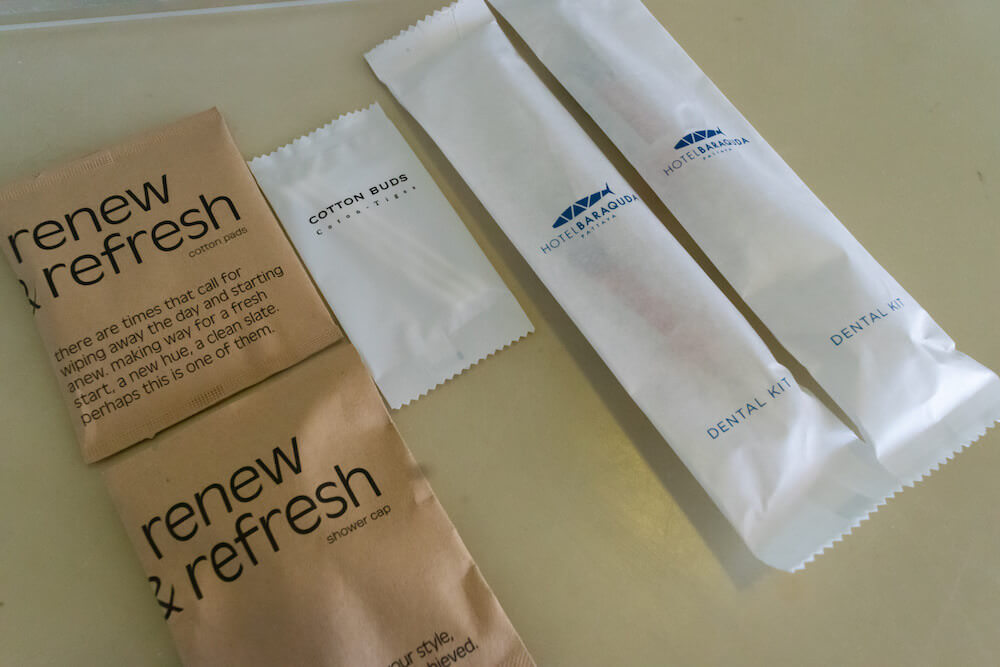 renew
& refresh
cotton pads
there are times that call for
wiping away the day and starting
anew. making way for a fresh
start, a new hue, a clean slate.
perhaps this is one of them.
COTTON BUDS
Coton-Tiges
HOTELBARAQUDA
PATTAYA
DENTAL KIT
HOTELBARAQUDA
PATTAYA
DENTAL KIT
renew
& refresh
shower cap
your style,